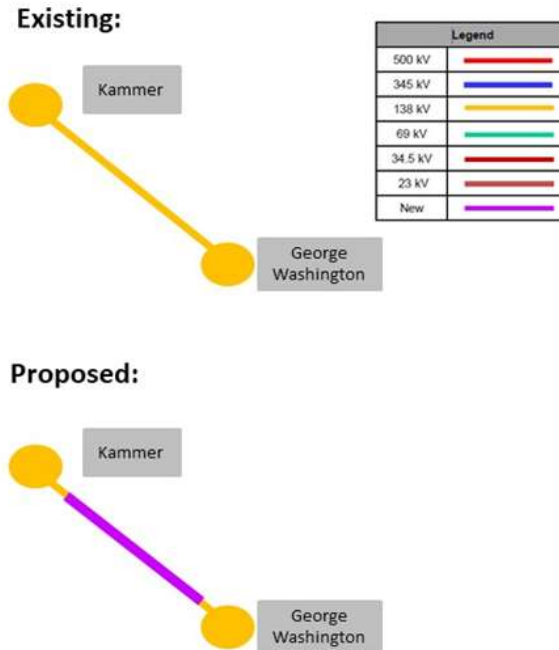 Existing:
Kammer
George
Washington
Legend
500 kV
345 kV
138 kV
69 kV
34.5 kV
23 kV
New
Proposed:
Kammer
George
Washington